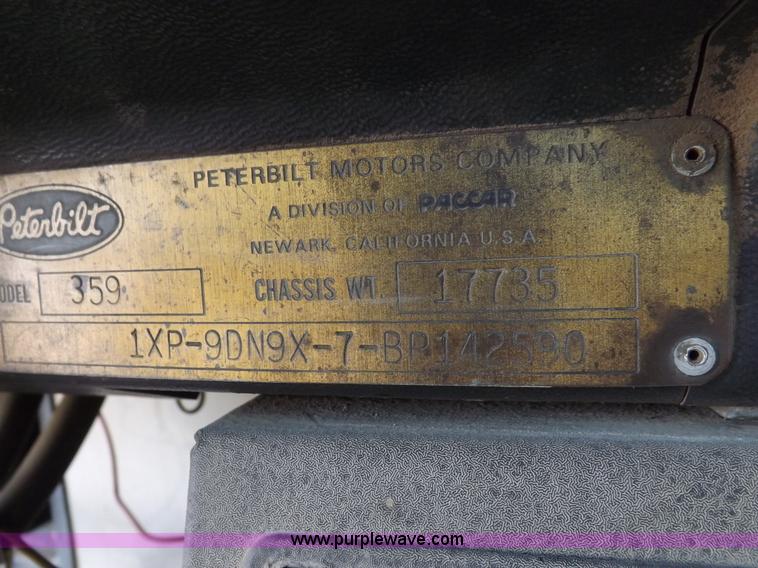 PETERBILT MOTORS COMPANY
Peterbilt
A DIVISION OF PACCAR
NEWARK, CALIFORNIA U.S.A.
359 CHASSIS WT. 17735
1XP-9DN9X-7-BP142590
www.purplewave.com